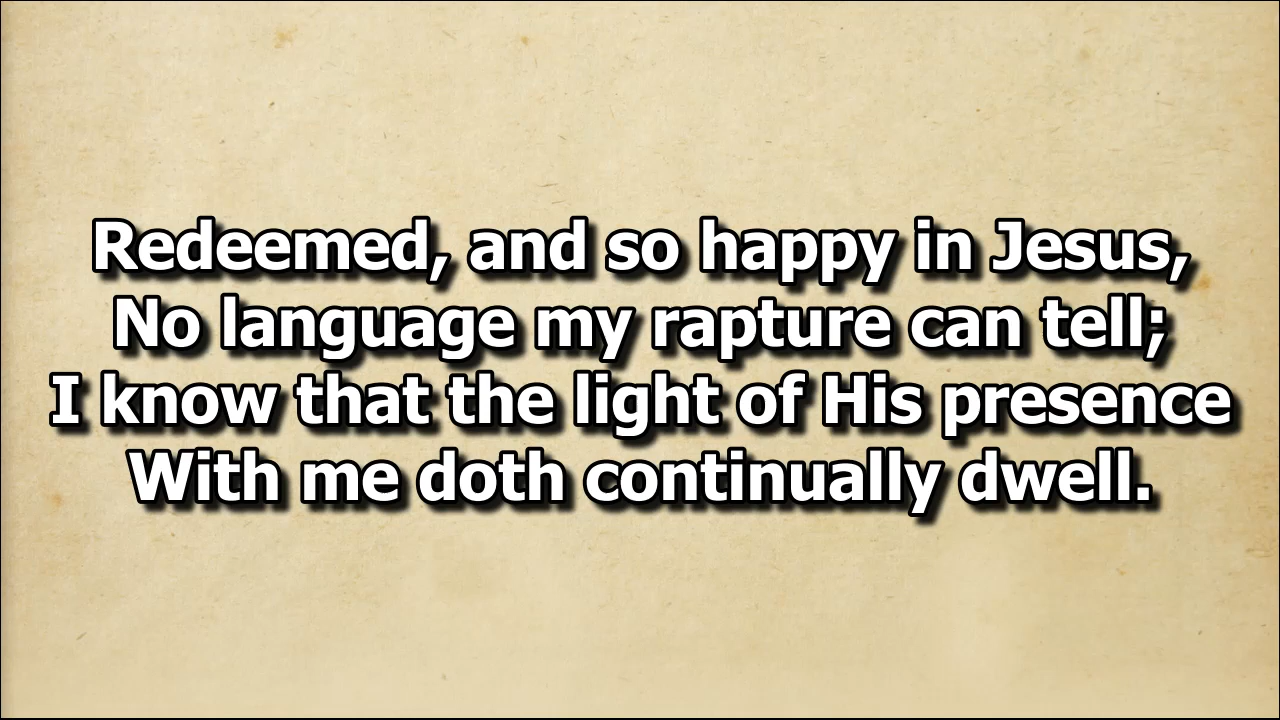 Redeemed, and so happy in Jesus,
No language my rapture can tell;
I know that the light of His presence
With me doth continually dwell.